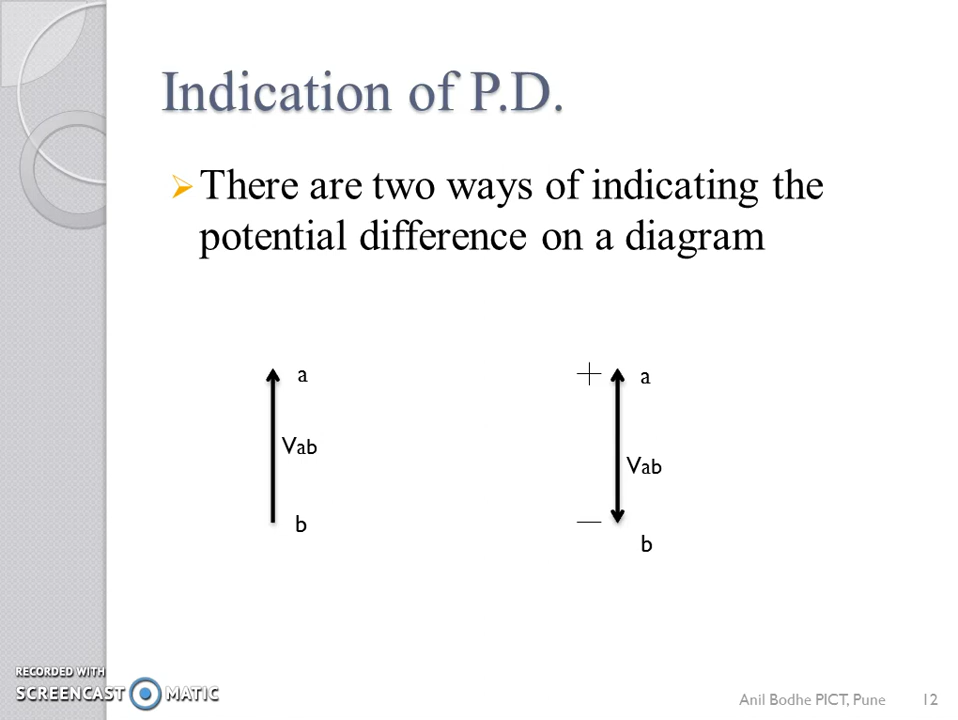 Indication of P.D.
There are two ways of indicating the
potential difference on a diagram
a
Vab
b
+
a
Vab
—
b
RECORDED WITH
SCREENCAST MATIC
Anil Bodhe PICT, Pune 12